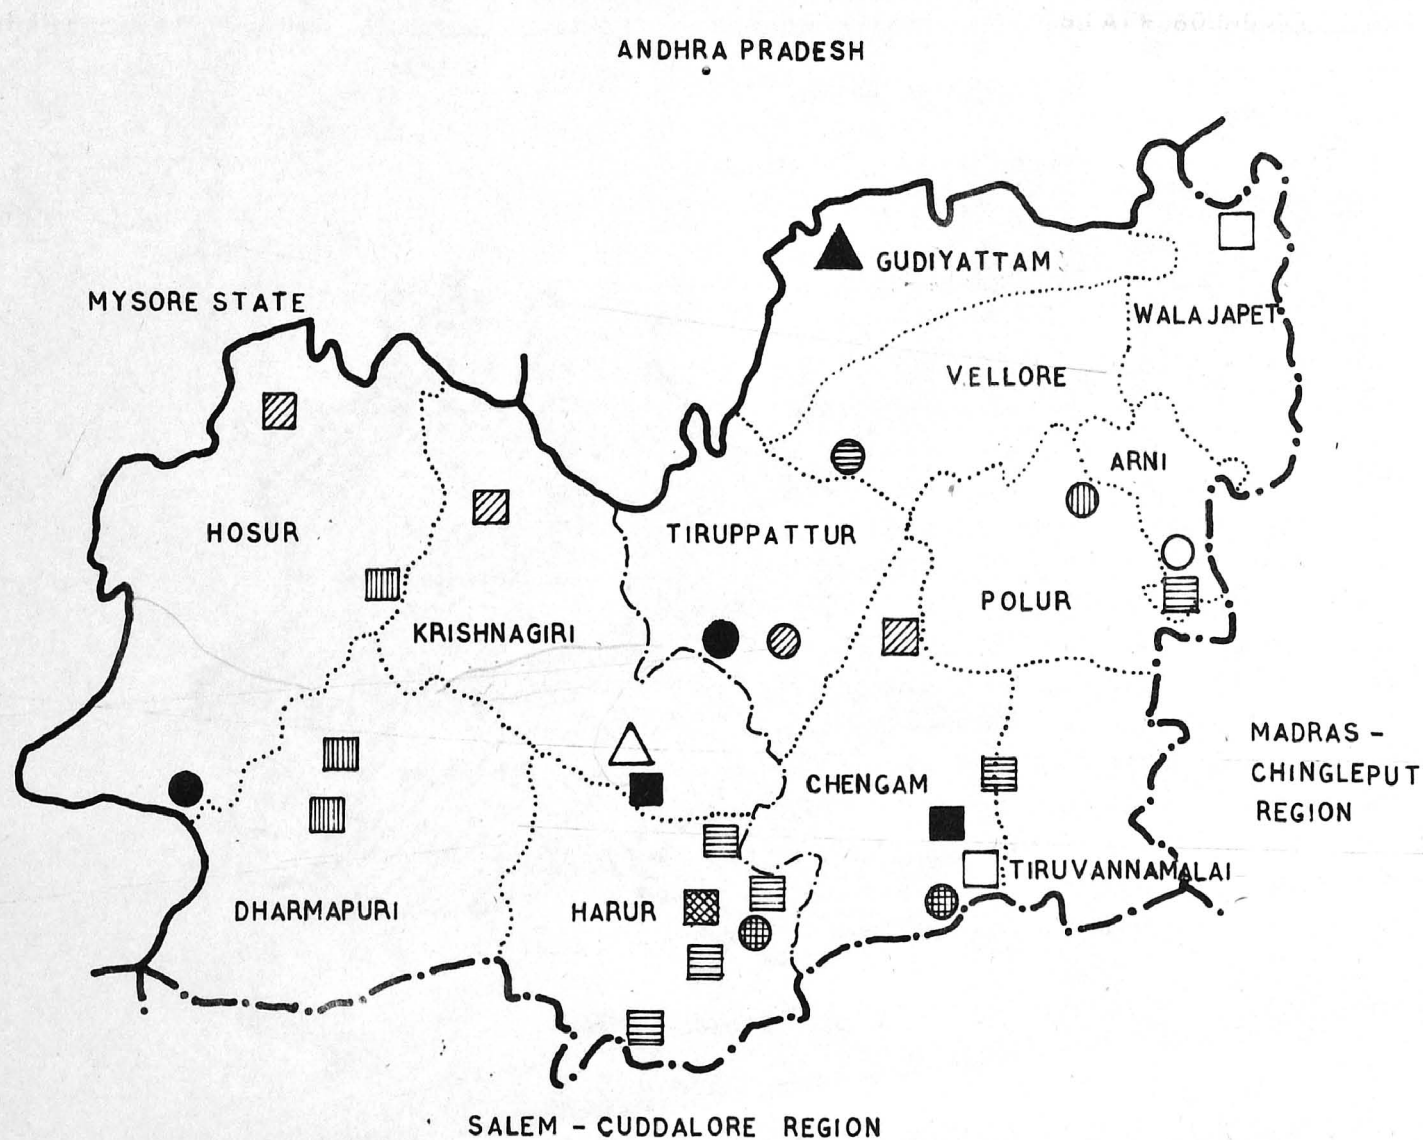 ANDHRA PRADESH
GUDIYATTAM
MYSORE STATE
WALAJAPET
VELLORE
ARNI
HOSUR
TIRUPPATTUR
POLUR
KRISHNAGIRI
MADRAS -
CHINGLEPUT
REGION
CHENGAM
TIRUVANNAMALAI
DHARMAPURI
HARUR
SALEM - CUDDALORE REGION